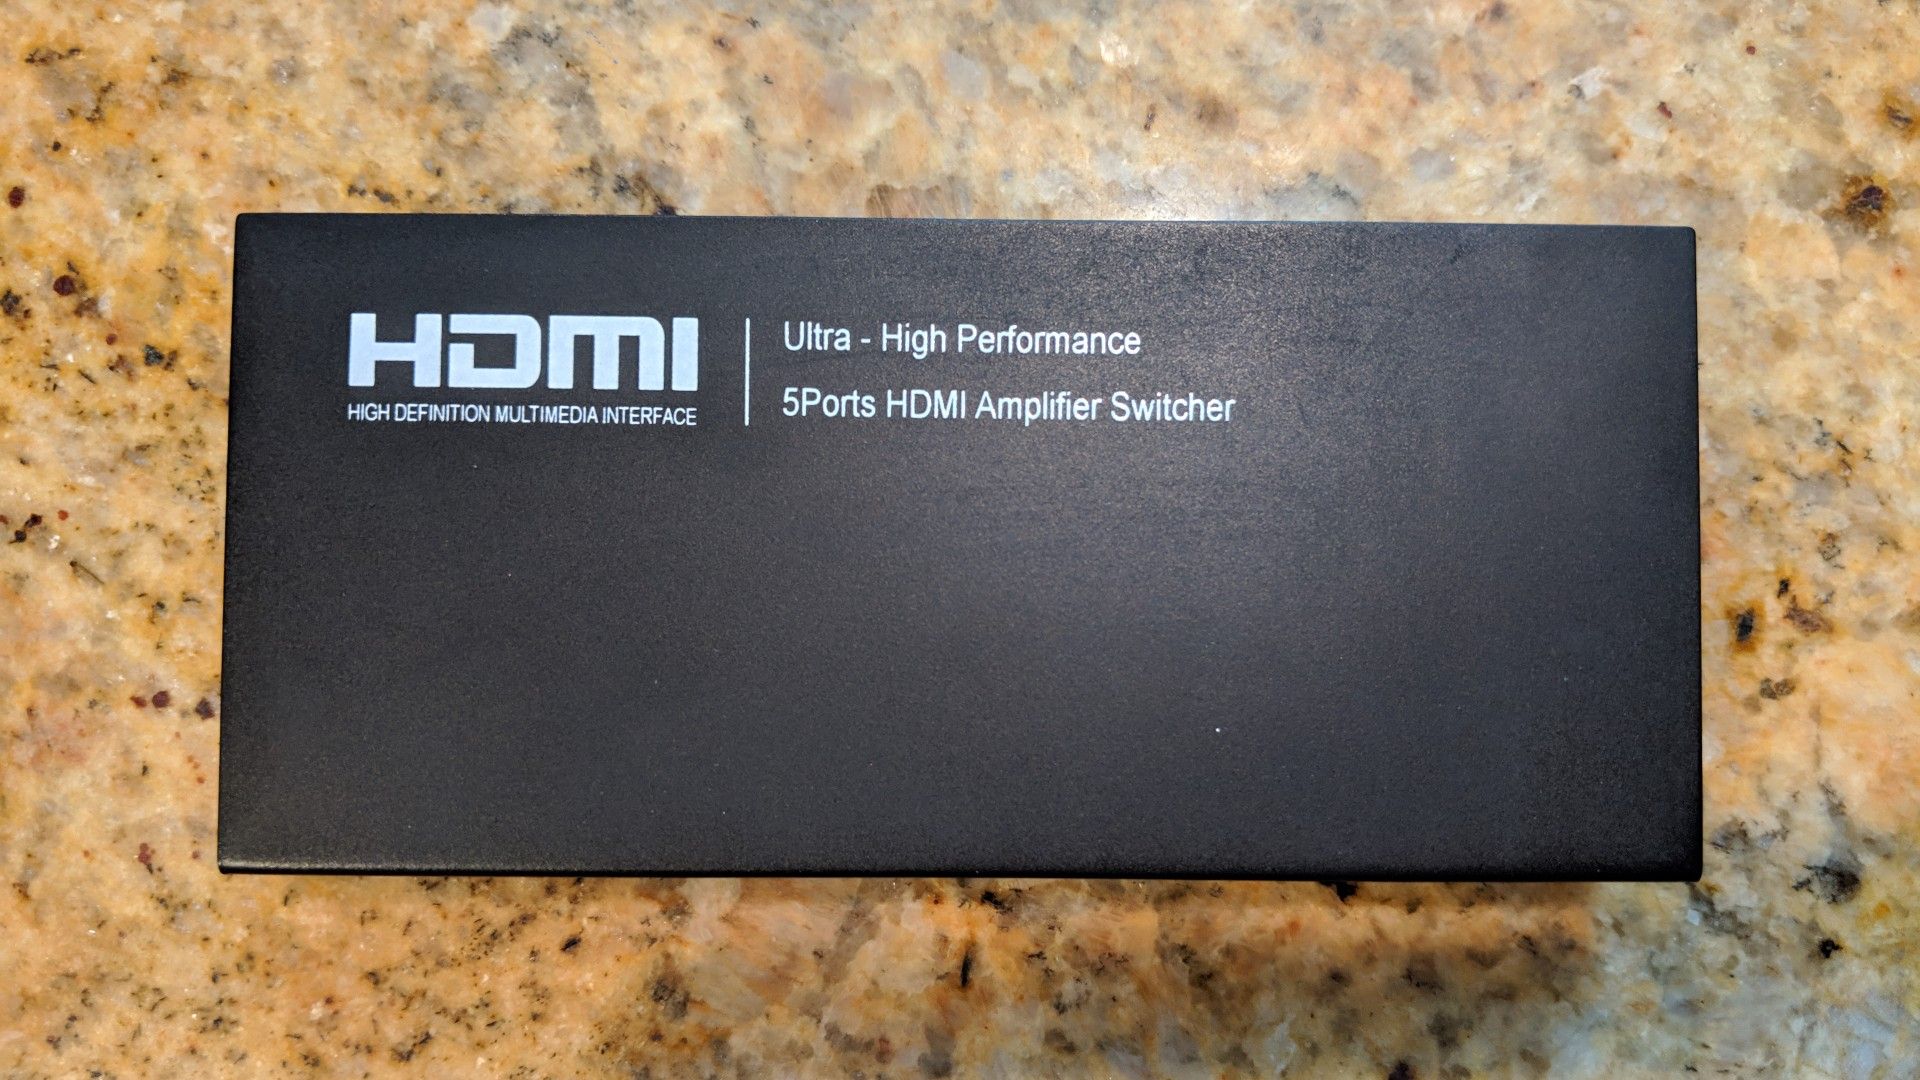 HDMI
HIGH DEFINITION MULTIMEDIA INTERFACE
Ultra - High Performance
5Ports HDMI Amplifier Switcher